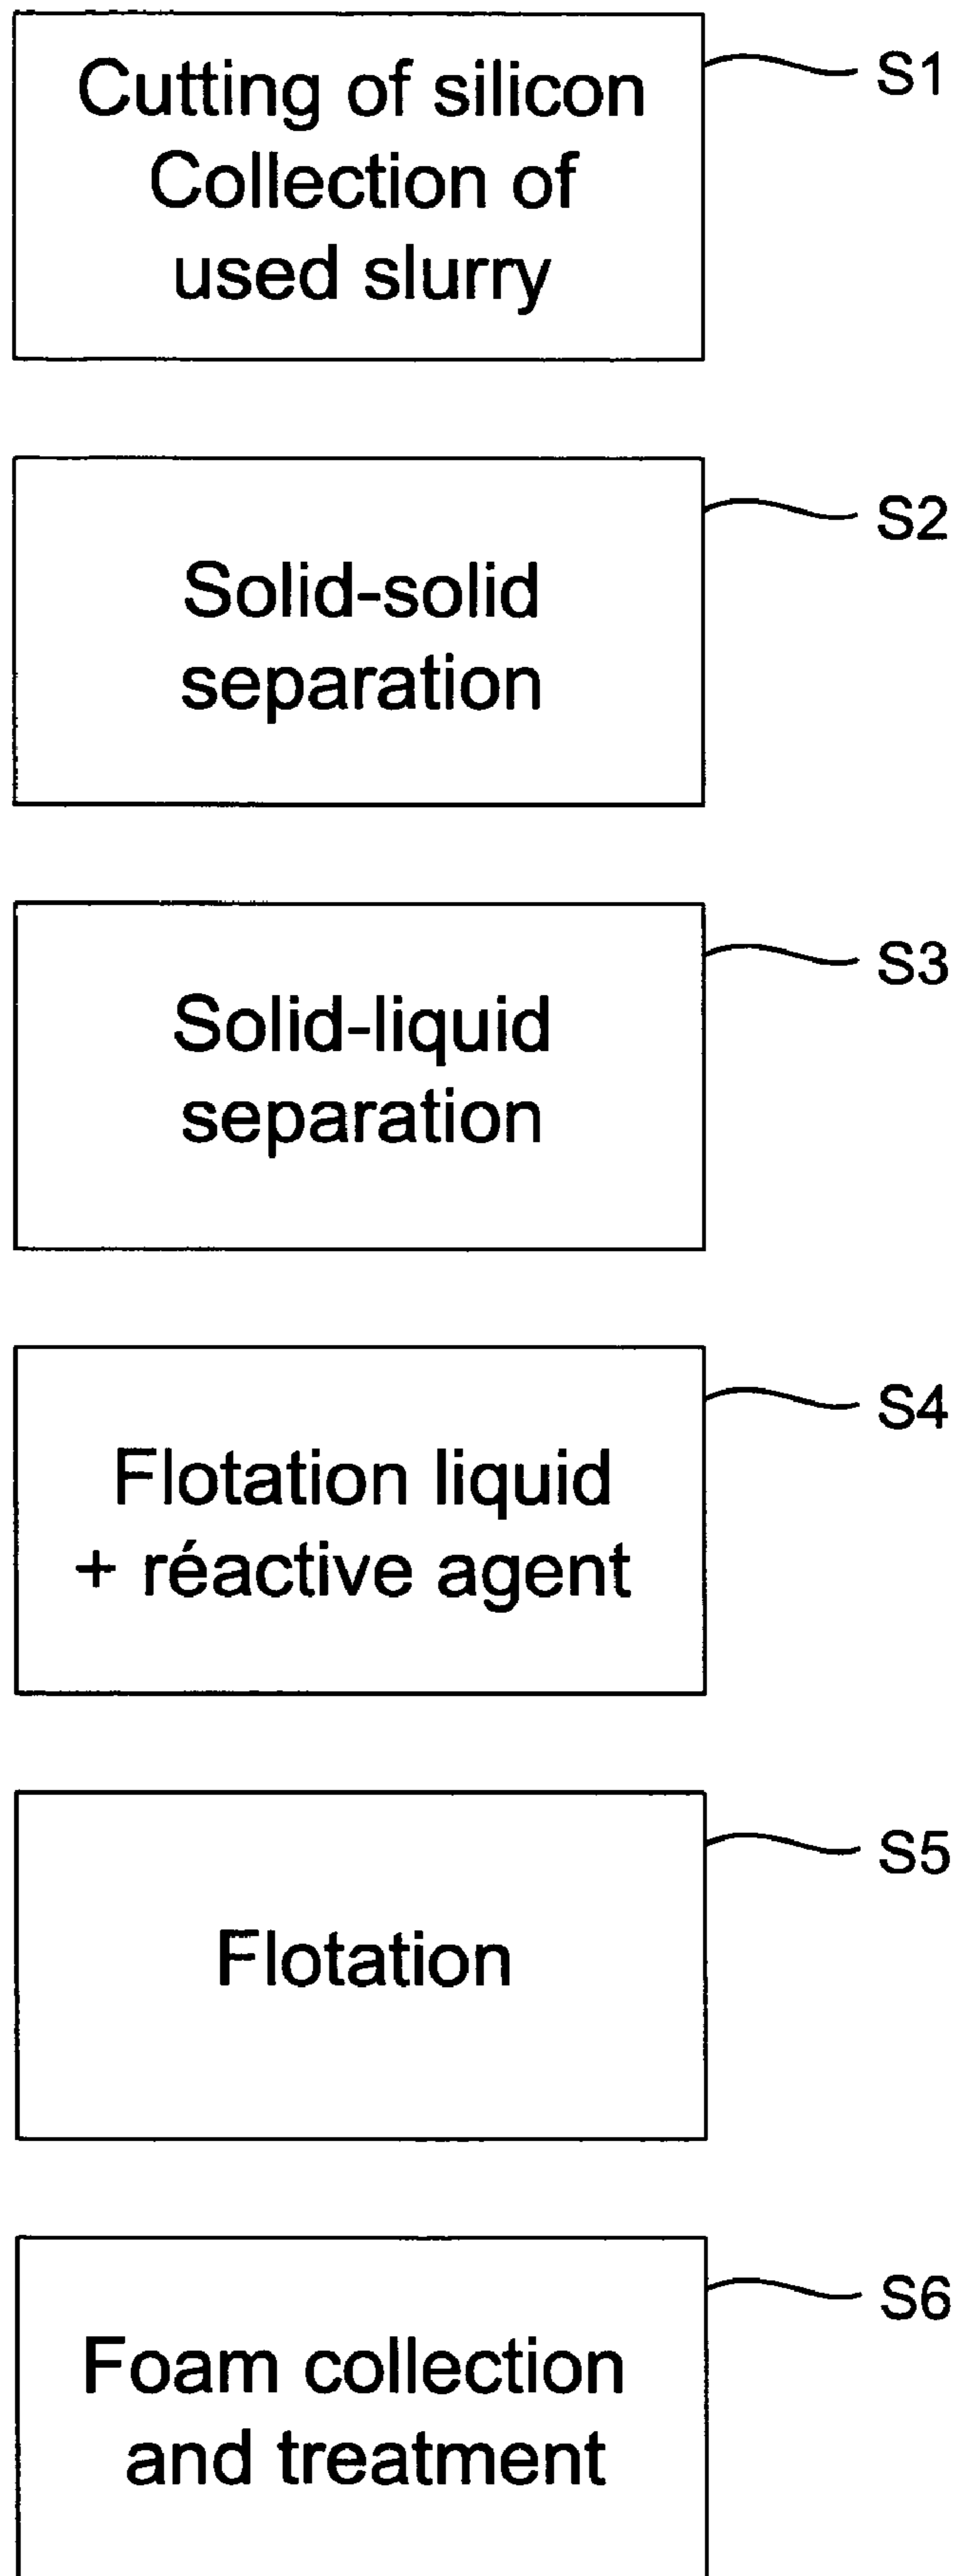 Cutting of silicon
Collection of
used slurry
S1
Solid-solid
separation
S2
Solid-liquid
separation
S3
Flotation liquid
+ réactive agent
S4
Flotation
S5
Foam collection
and treatment
S6